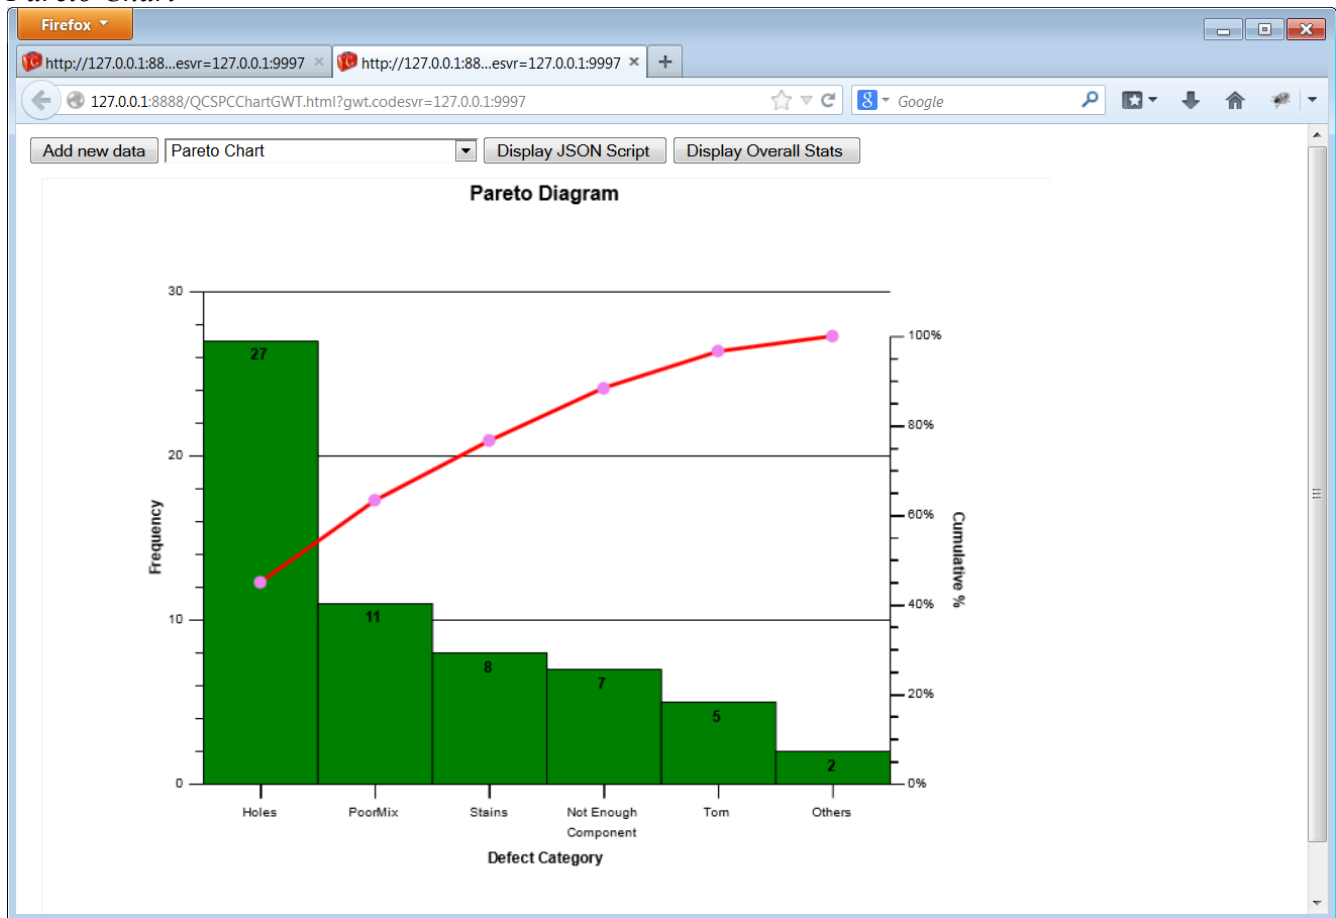 Pareto Chart
Firefox
http://127.0.0.1:88...esvr=127.0.0.1:9997 × http://127.0.0.1:88...esvr=127.0.0.1:9997 × +
127.0.0.1:8888/QCSPCChartGWT.html?gwt.codesvr=127.0.0.1:9997 8 Google
Add new data Pareto Chart Display JSON Script Display Overall Stats
Pareto Diagram
30
27
100%
80%
20
Frequency
60%
Cumulative %
40%
10
11
8
7
20%
5
2
0
0%
Holes PoorMix Stains Not Enough Component Tom Others
Defect Category